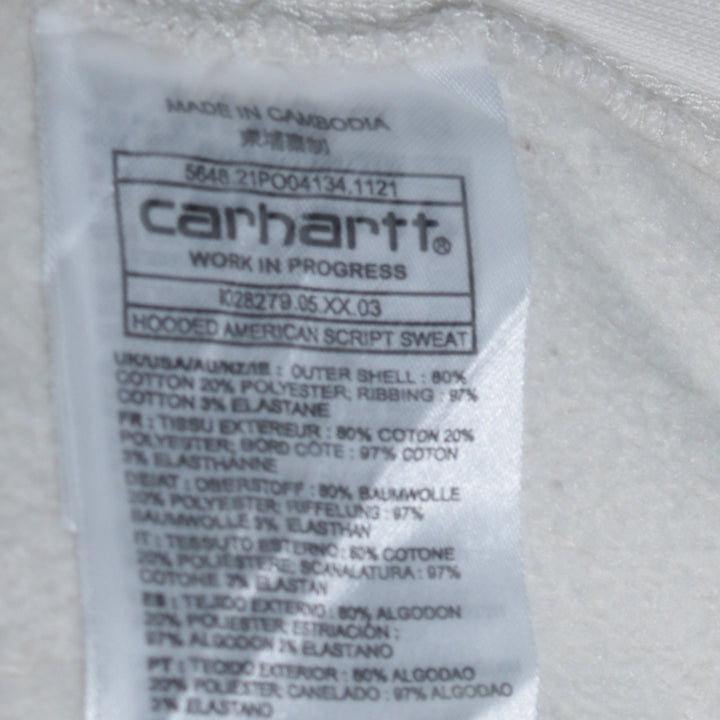 MADE IN CAMBODIA
柬埔寨制
5648.21PO04134.1121
carhartt®
WORK IN PROGRESS
I028279.05.XX.03
HOODED AMERICAN SCRIPT SWEAT
UK/USA/AU/NZ/IE : OUTER SHELL : 80%
COTTON 20% POLYESTER; RIBBING : 97%
COTTON 3% ELASTANE
FR : TISSU EXTERIEUR : 80% COTON 20%
POLYESTER; BORD CÔTE : 97% COTON
3% ELASTHANNE
DE/AT : OBERSTOFF : 80% BAUMWOLLE
20% POLYESTER; RIFFELUNG : 97%
BAUMWOLLE 3% ELASTHAN
IT : TESSUTO ESTERNO : 80% COTONE
20% POLIESTERE; SCANALATURA : 97%
COTONE 3% ELASTAN
ES : TEJIDO EXTERNO : 80% ALGODON
20% POLIESTER; ESTRIACIÓN :
97% ALGODON 3% ELASTANO
PT : TECIDO EXTERIOR : 80% ALGODAO
20% POLIESTER; CANELADO : 97% ALGODAO
3% ELASTANO